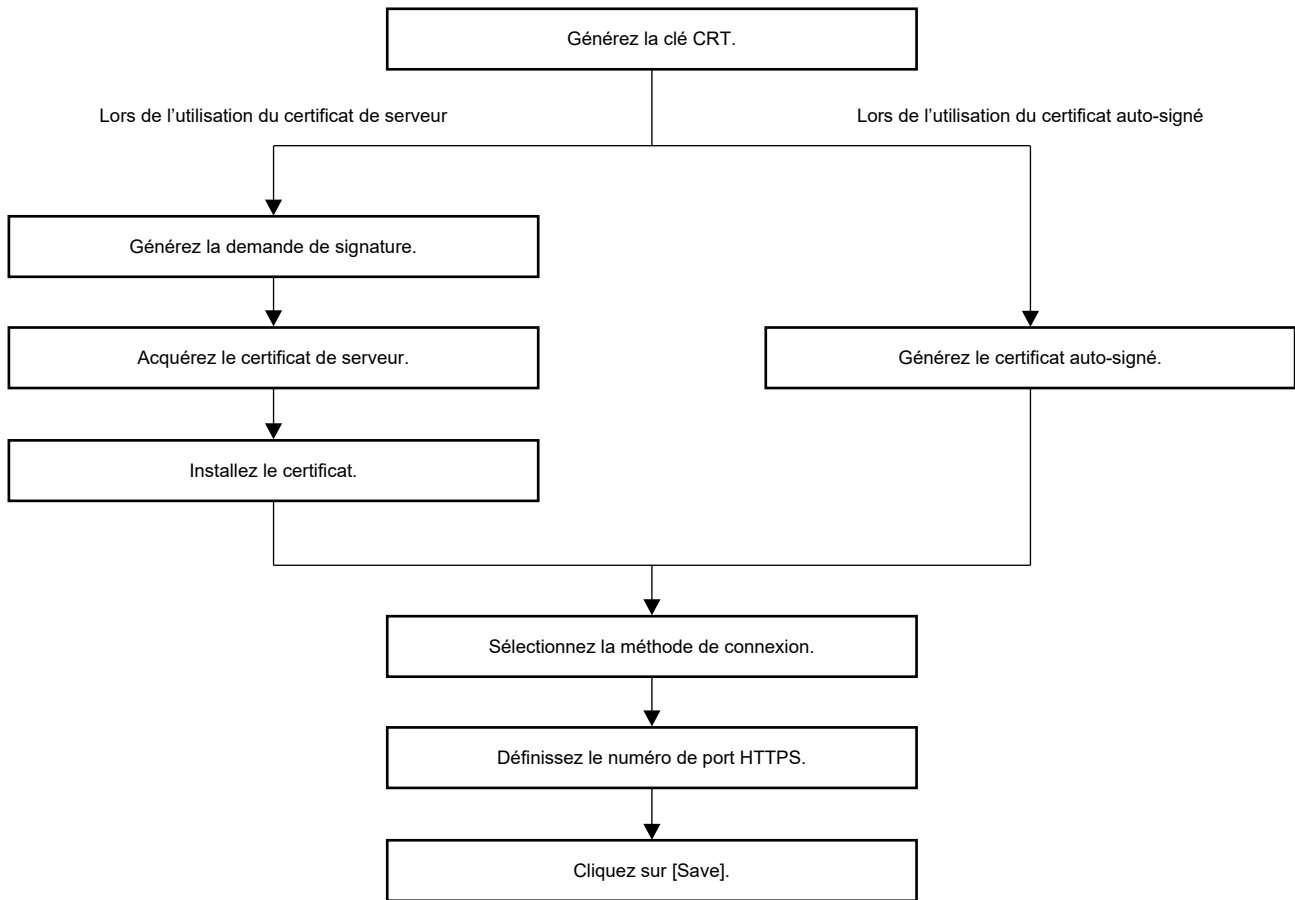 Générez la clé CRT.
Lors de l’utilisation du certificat de serveur
Lors de l’utilisation du certificat auto-signé
Générez la demande de signature.
Acquérez le certificat de serveur.
Générez le certificat auto-signé.
Installez le certificat.
Sélectionnez la méthode de connexion.
Définissez le numéro de port HTTPS.
Cliquez sur [Save].